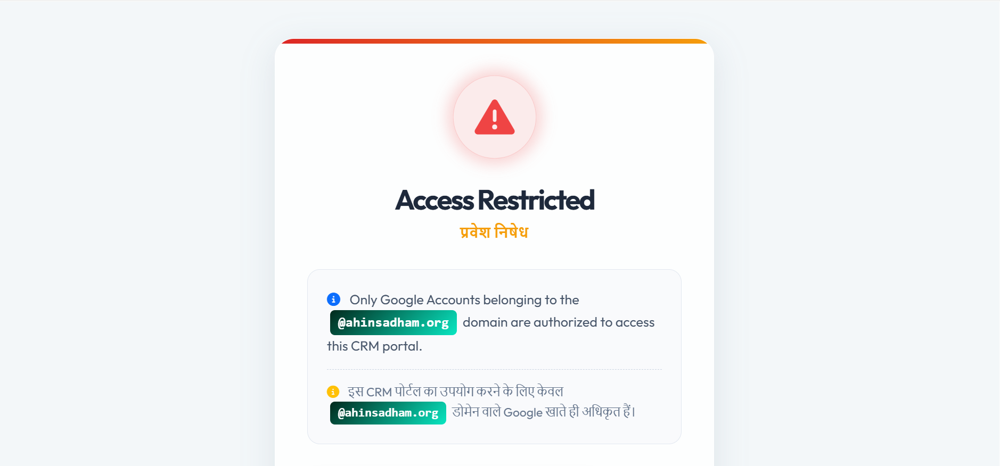 Access Restricted
प्रवेश निषेध
Only Google Accounts belonging to the
@ahinsadham.org domain are authorized to access
this CRM portal.
इस CRM पोर्टल का उपयोग करने के लिए केवल
@ahinsadham.org डोमेन वाले Google खाते ही अधिकृत हैं।